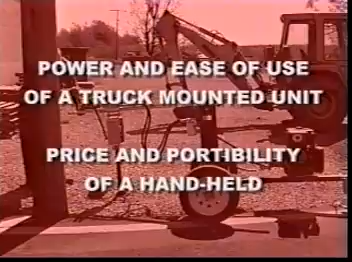 POWER AND EASE OF USE
OF A TRUCK MOUNTED UNIT
PRICE AND PORTIBILITY
OF A HAND-HELD